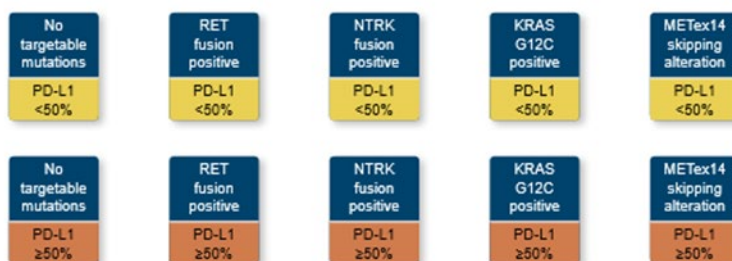 No
targetable
mutations
PD-L1
<50%
RET
fusion
positive
PD-L1
<50%
NTRK
fusion
positive
PD-L1
<50%
KRAS
G12C
positive
PD-L1
<50%
METex14
skipping
alteration
PD-L1
<50%
No
targetable
mutations
PD-L1
≥50%
RET
fusion
positive
PD-L1
≥50%
NTRK
fusion
positive
PD-L1
≥50%
KRAS
G12C
positive
PD-L1
≥50%
METex14
skipping
alteration
PD-L1
≥50%